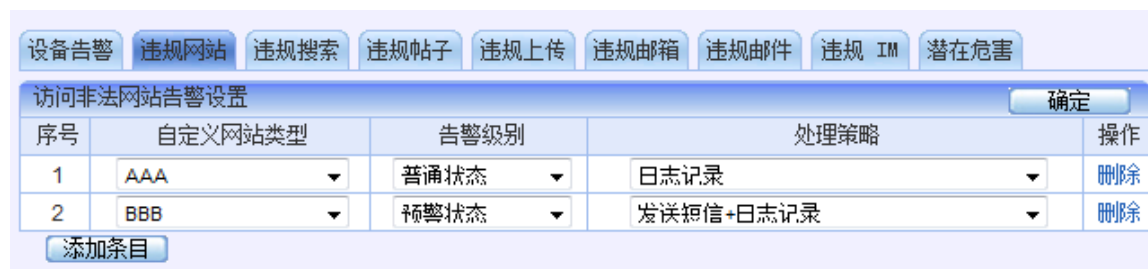 设备告警 违规网站 违规搜索 违规帖子 违规上传 违规邮箱 违规邮件 违规 IM 潜在危害
访问非法网站告警设置 确定
序号 自定义网站类型 告警级别 处理策略 操作
1 AAA 普通状态 日志记录 删除
2 BBB 预警状态 发送短信+日志记录 删除
添加条目